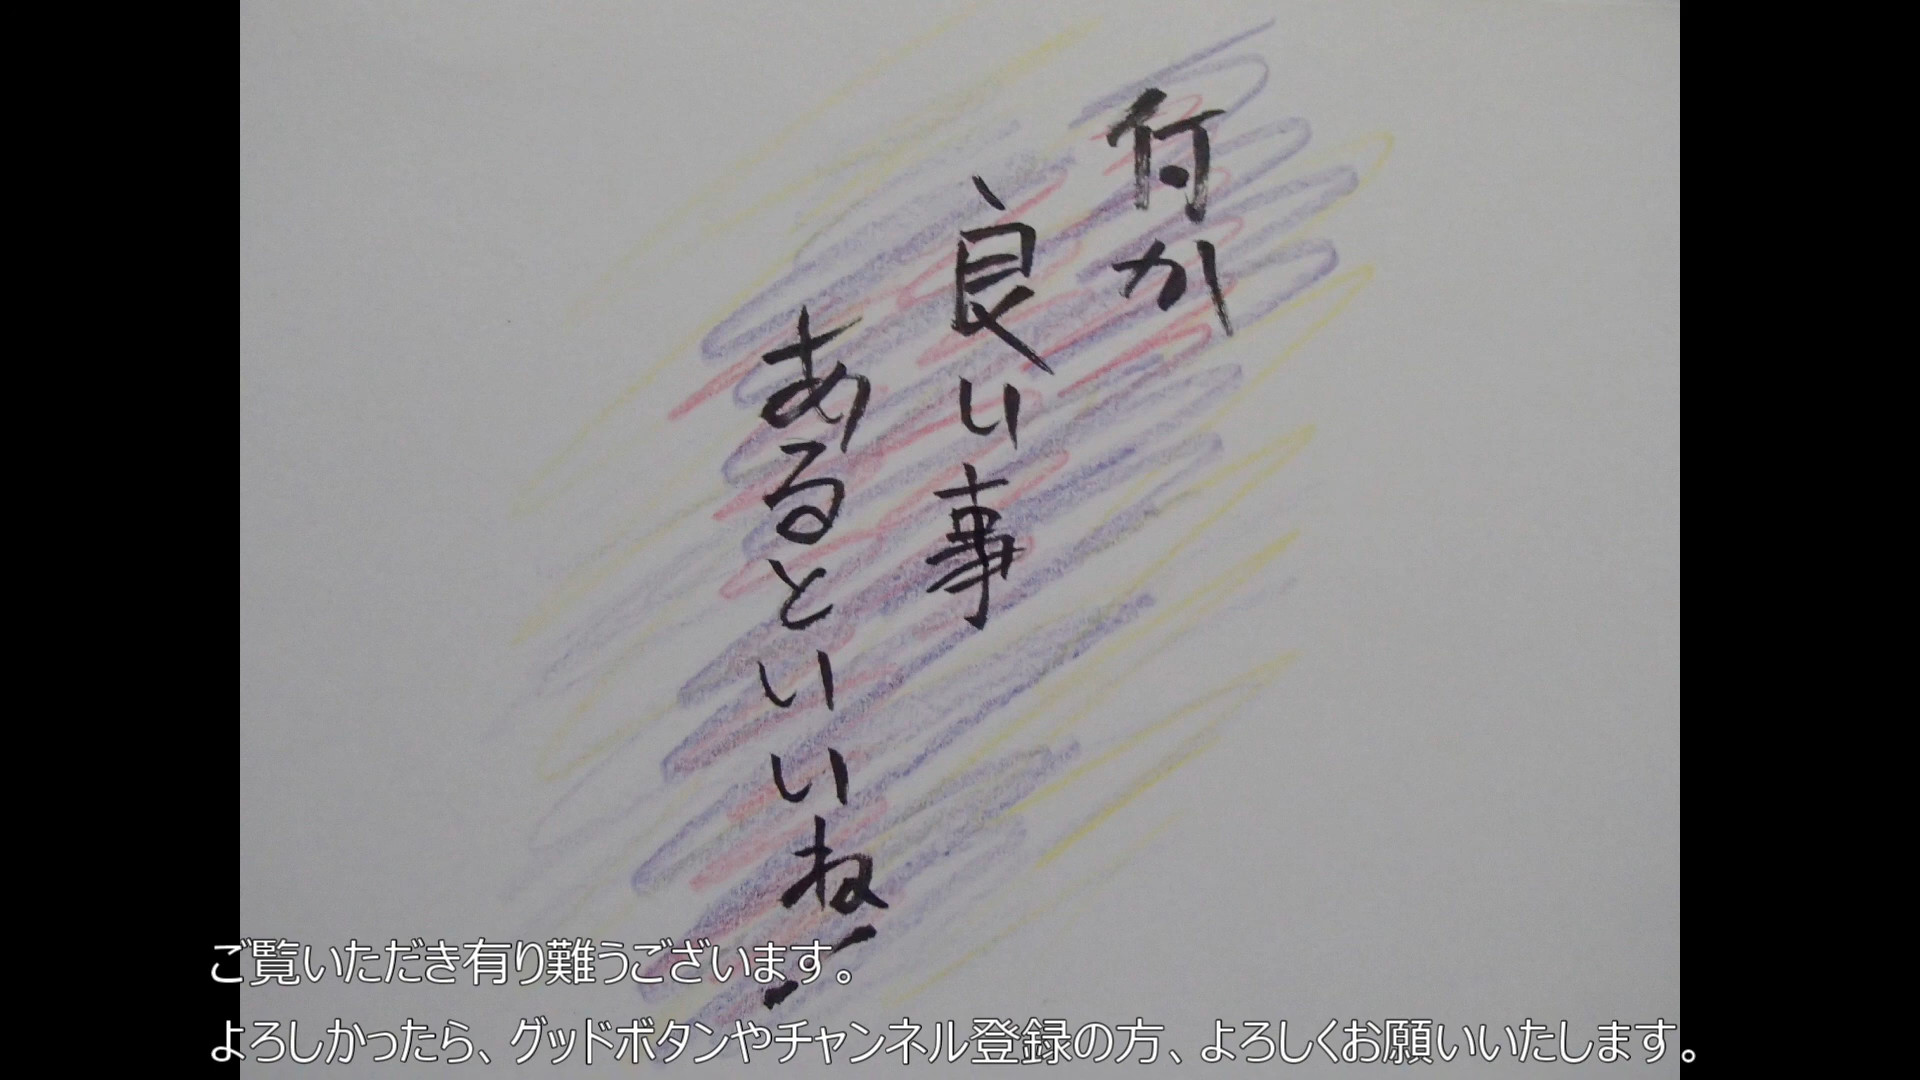 何か
良い事
あるといいね!
ご覧いただき有り難うございます。
よろしかったら、グッドボタンやチャンネル登録の方、よろしくお願いいたします。